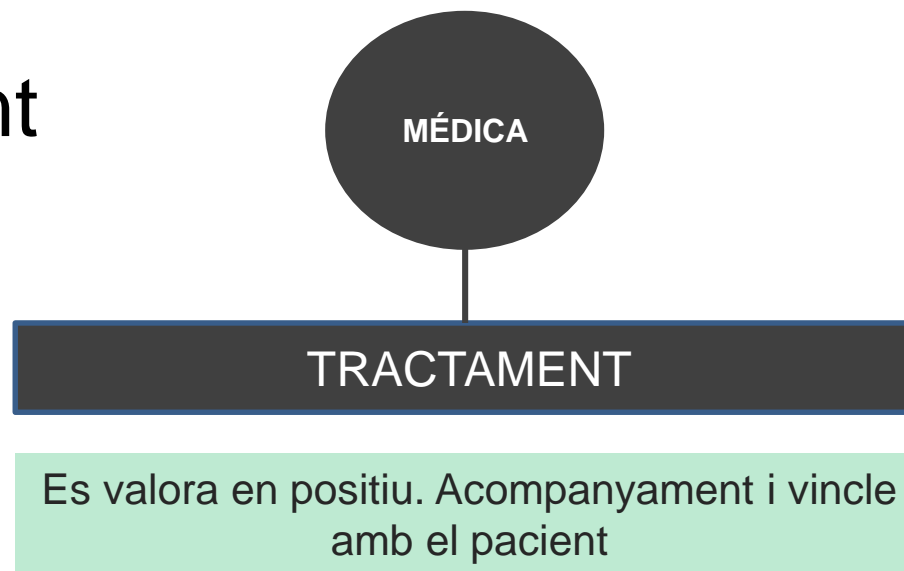 nt
MÉDICA
TRACTAMENT
Es valora en positiu. Acompanyament i vincle
amb el pacient